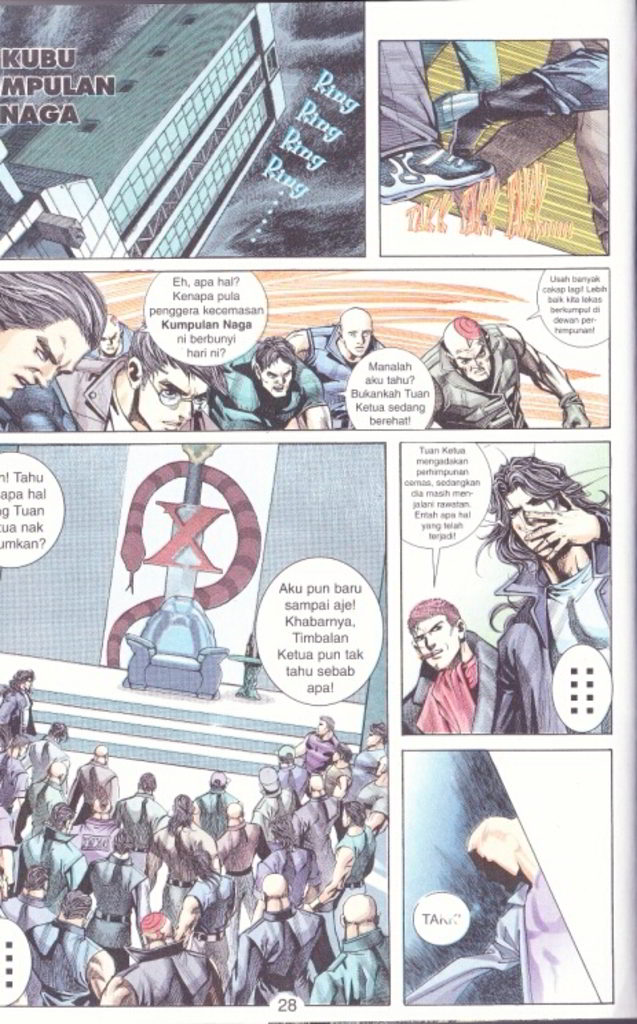 KUBU
MPULAN
NAGA
Ring
Ring
Ring
Ring
TAK!! TAK!! TAK!!
Eh, apa hal?
Kenapa pula
penggera kecemasan
Kumpulan Naga
ni berbunyi
hari ni?
Manalah
aku tahu?
Bukankah Tuan
Ketua sedang
berehat!
Usah banyak
cakap lagi! Lebih
baik kita lekas
berkumpul di
dewan per-
himpunan!
h! Tahu
apa hal
g Tuan
tua nak
umkan?
Aku pun baru
sampai aje!
Khabarnya,
Timbalan
Ketua pun tak
tahu sebab
apa!
X
Tuan Ketua
mengadakan
perhimpunan
cemas, sedangkan
dia masih men-
jalani rawatan.
Entah apa hal
yang telah
terjadi!
TAK!
28